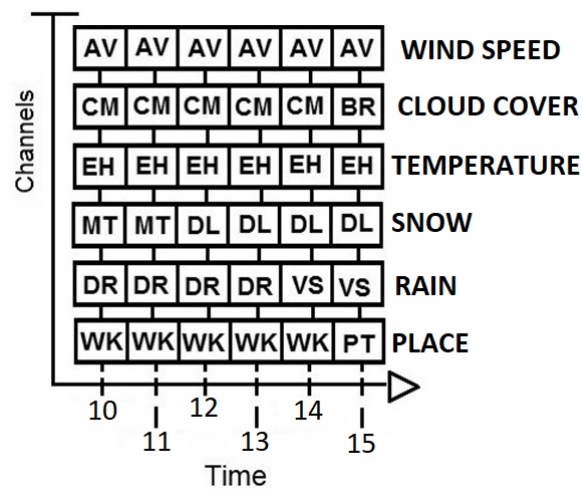 AV AV AV AV AV AV WIND SPEED
CM CM CM CM CM BR CLOUD COVER
EH EH EH EH EH EH TEMPERATURE
MT MT DL DL DL DL SNOW
DR DR DR DR VS VS RAIN
WK WK WK WK WK PT PLACE
Channels
10 12 14
11 13 15
Time